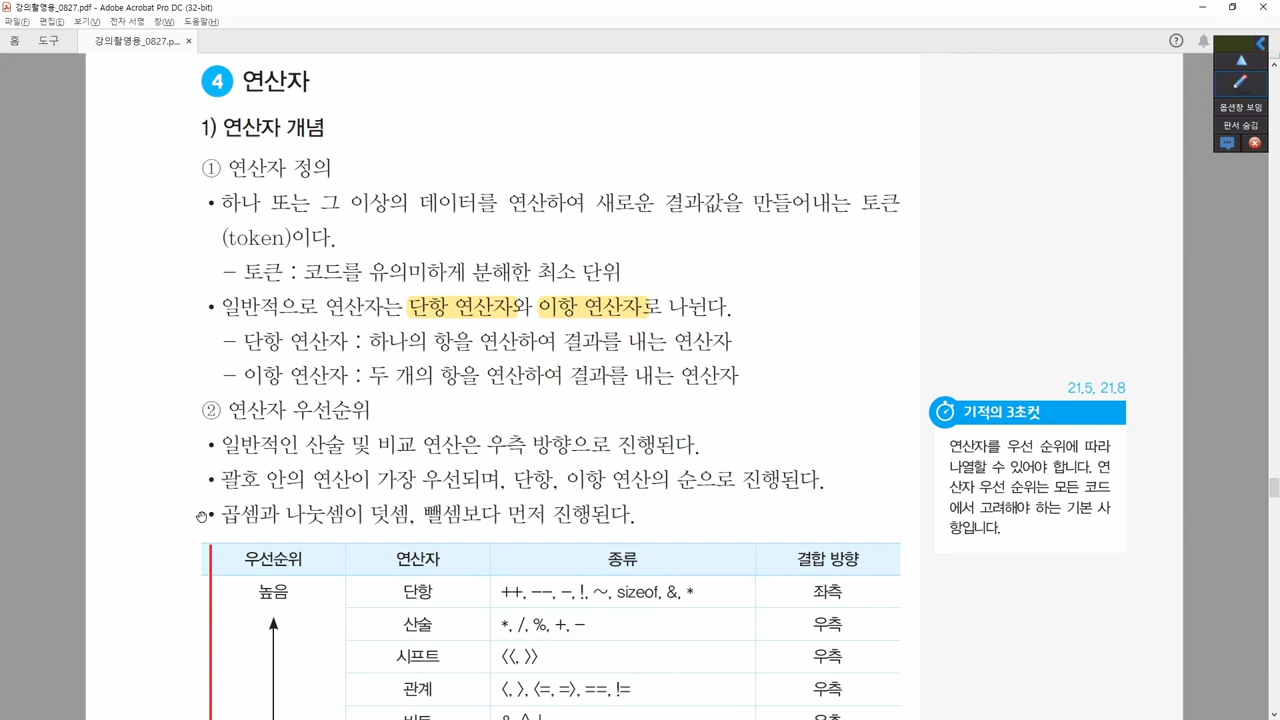 강의촬영용_0827.pdf - Adobe Acrobat Pro DC (32-bit)
파일(F) 편집(E) 보기(V) 전자 서명 창(W) 도움말(H)
홈 도구 강의촬영용_0827.p... ×
옵션창 보임
판서 숨김
4 연산자
1) 연산자 개념
① 연산자 정의
• 하나 또는 그 이상의 데이터를 연산하여 새로운 결과값을 만들어내는 토큰
(token)이다.
– 토큰 : 코드를 유의미하게 분해한 최소 단위
• 일반적으로 연산자는 단항 연산자와 이항 연산자로 나뉜다.
– 단항 연산자 : 하나의 항을 연산하여 결과를 내는 연산자
– 이항 연산자 : 두 개의 항을 연산하여 결과를 내는 연산자
② 연산자 우선순위
• 일반적인 산술 및 비교 연산은 우측 방향으로 진행된다.
• 괄호 안의 연산이 가장 우선되며, 단항, 이항 연산의 순으로 진행된다.
• 곱셈과 나눗셈이 덧셈, 뺄셈보다 먼저 진행된다.
21.5, 21.8
기적의 3초컷
연산자를 우선 순위에 따라
나열할 수 있어야 합니다. 연
산자 우선 순위는 모든 코드
에서 고려해야 하는 기본 사
항입니다.
우선순위 연산자 종류 결합 방향
높음 단항 ++, --, -, !, ~, sizeof, &, * 좌측
산술 *, /, %, +, - 우측
시프트 〈〈, 〉〉 우측
관계 〈, 〉, 〈=, =〉, ==, != 우측